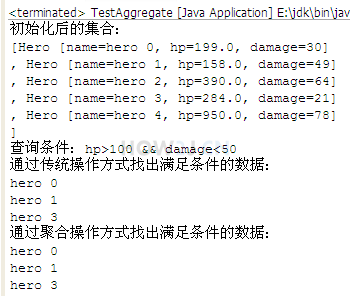 <terminated> TestAggregate [Java Application] E:\jdk\bin\jav
初始化后的集合：
[Hero [name=hero 0, hp=199.0, damage=30]
, Hero [name=hero 1, hp=158.0, damage=49]
, Hero [name=hero 2, hp=390.0, damage=64]
, Hero [name=hero 3, hp=284.0, damage=21]
, Hero [name=hero 4, hp=950.0, damage=78]
]
查询条件：hp>100 && damage<50
通过传统操作方式找出满足条件的数据：
hero 0
hero 1
hero 3
通过聚合操作方式找出满足条件的数据：
hero 0
hero 1
hero 3